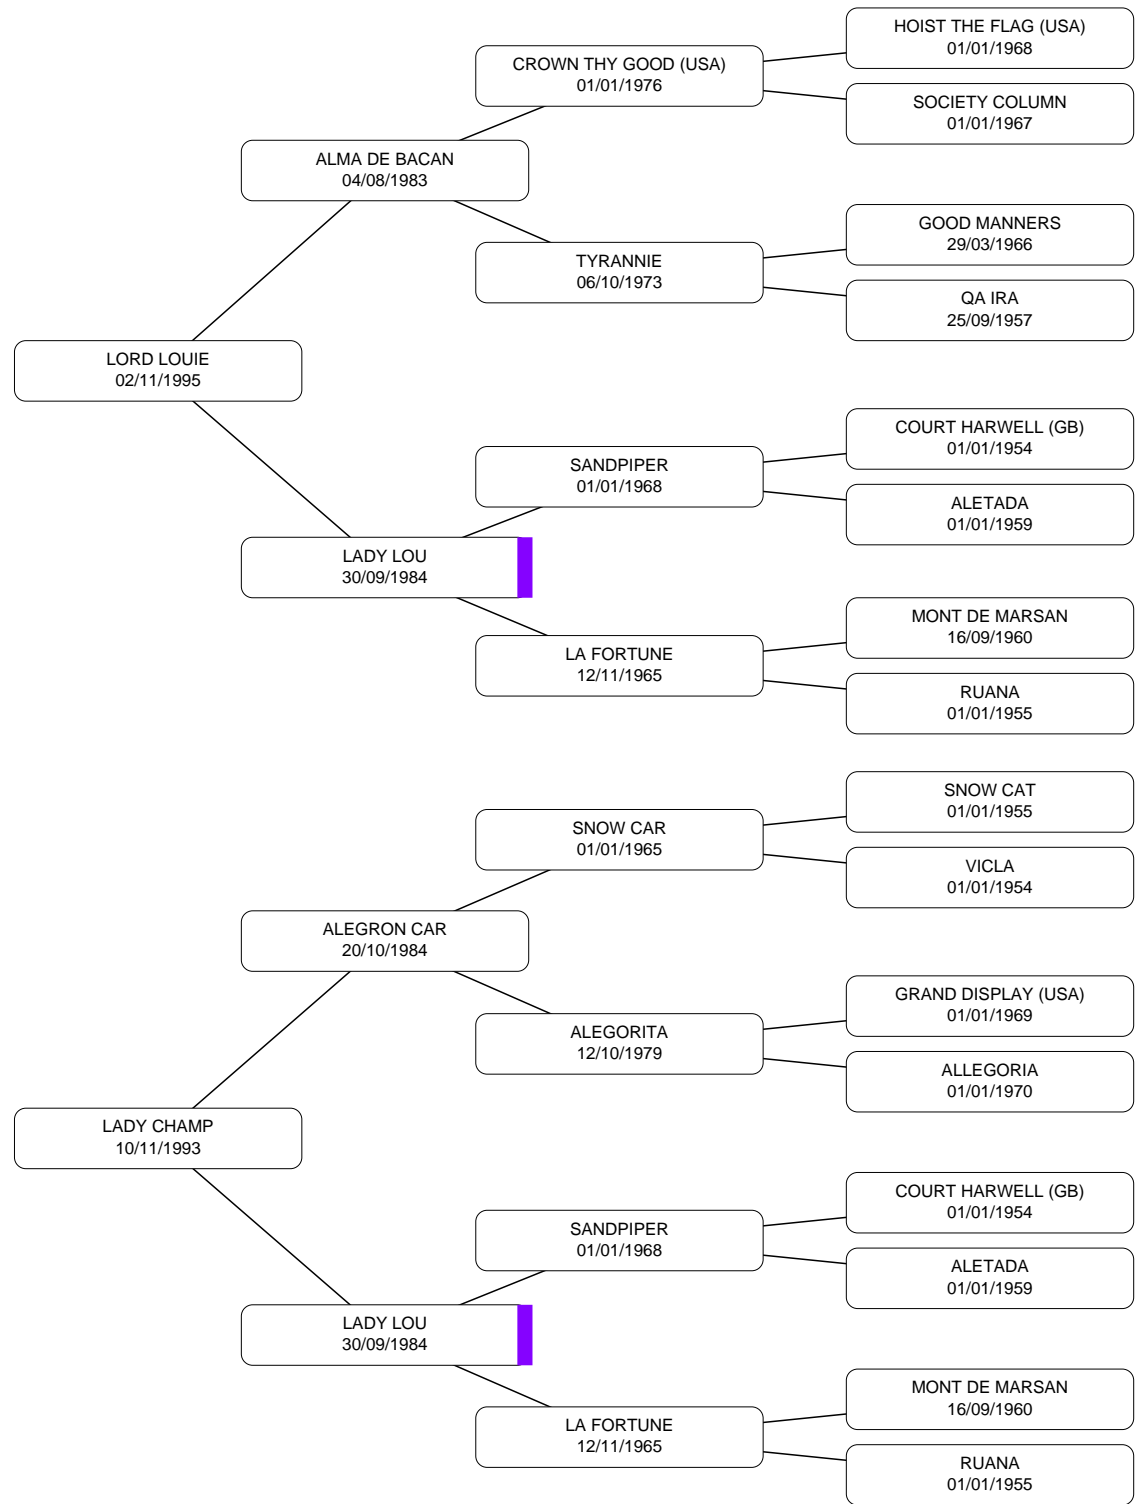 HOIST THE FLAG (USA)
01/01/1968
CROWN THY GOOD (USA)
01/01/1976
SOCIETY COLUMN
01/01/1967
ALMA DE BACAN
04/08/1983
GOOD MANNERS
29/03/1966
TYRANNIE
06/10/1973
QA IRA
25/09/1957
LORD LOUIE
02/11/1995
COURT HARWELL (GB)
01/01/1954
SANDPIPER
01/01/1968
ALETADA
01/01/1959
LADY LOU
30/09/1984
MONT DE MARSAN
16/09/1960
LA FORTUNE
12/11/1965
RUANA
01/01/1955
SNOW CAT
01/01/1955
SNOW CAR
01/01/1965
VICLA
01/01/1954
ALEGRON CAR
20/10/1984
GRAND DISPLAY (USA)
01/01/1969
ALEGORITA
12/10/1979
ALLEGORIA
01/01/1970
LADY CHAMP
10/11/1993
COURT HARWELL (GB)
01/01/1954
SANDPIPER
01/01/1968
ALETADA
01/01/1959
LADY LOU
30/09/1984
MONT DE MARSAN
16/09/1960
LA FORTUNE
12/11/1965
RUANA
01/01/1955